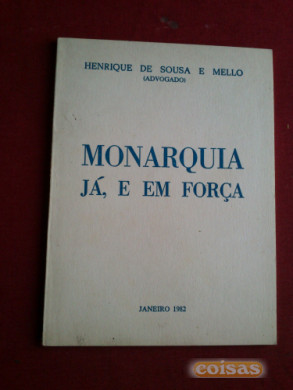 HENRIQUE DE SOUSA E MELLO
(ADVOGADO)
MONARQUIA
JÁ, E EM FORÇA
JANEIRO 1982
coisas